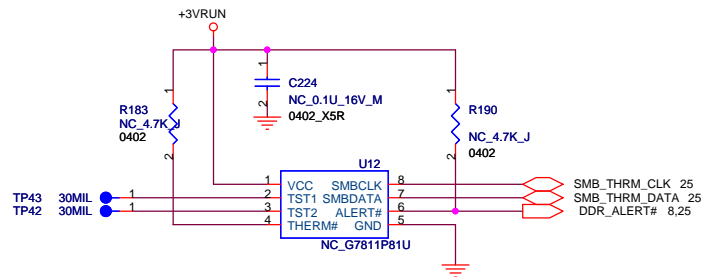 +3VRUN
1
C224
NC_0.1U_16V_M
2
0402_X5R
1
R183
NC_4.7K_J
0402
2
1
R190
NC_4.7K_J
0402
2
U12
1 VCC SMBCLK 8 SMB_THRM_CLK 25
TP43 30MIL 1 2 TST1 SMBDATA 7 SMB_THRM_DATA 25
TP42 30MIL 1 3 TST2 ALERT# 6 DDR_ALERT# 8,25
4 THERM# GND 5
NC_G7811P81U